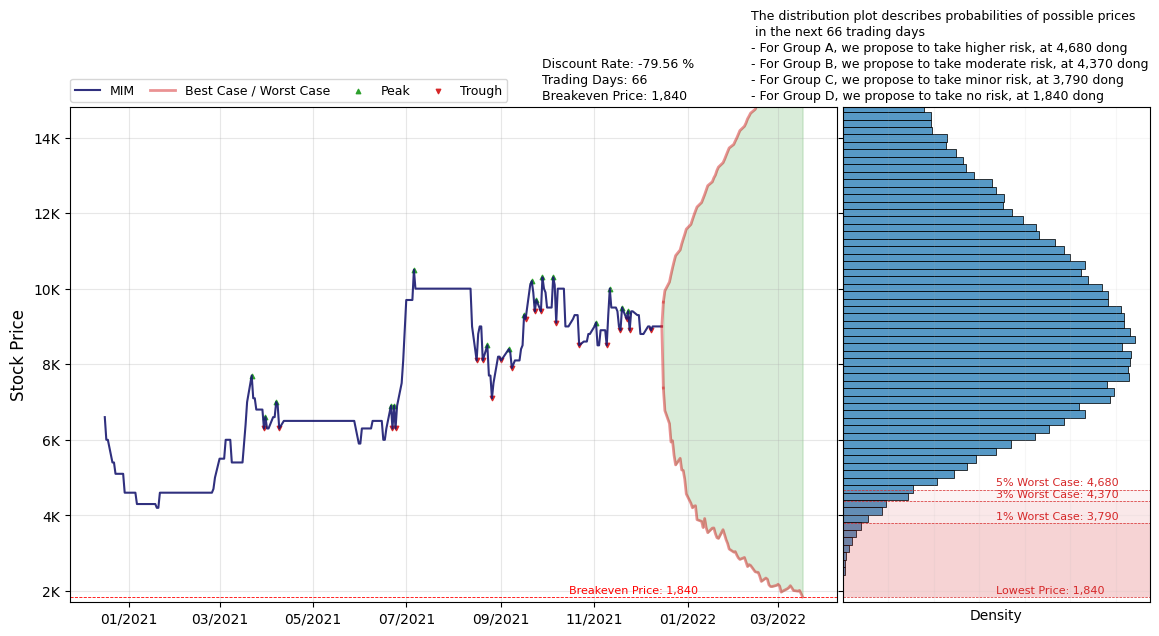 The distribution plot describes probabilities of possible prices
in the next 66 trading days
- For Group A, we propose to take higher risk, at 4,680 dong
- For Group B, we propose to take moderate risk, at 4,370 dong
- For Group C, we propose to take minor risk, at 3,790 dong
- For Group D, we propose to take no risk, at 1,840 dong
Discount Rate: -79.56 %
Trading Days: 66
Breakeven Price: 1,840
MIM
Best Case / Worst Case
Peak
Trough
Stock Price
14K
12K
10K
8K
6K
4K
2K
Breakeven Price: 1,840
01/2021
03/2021
05/2021
07/2021
09/2021
11/2021
01/2022
03/2022
5% Worst Case: 4,680
3% Worst Case: 4,370
1% Worst Case: 3,790
Lowest Price: 1,840
Density